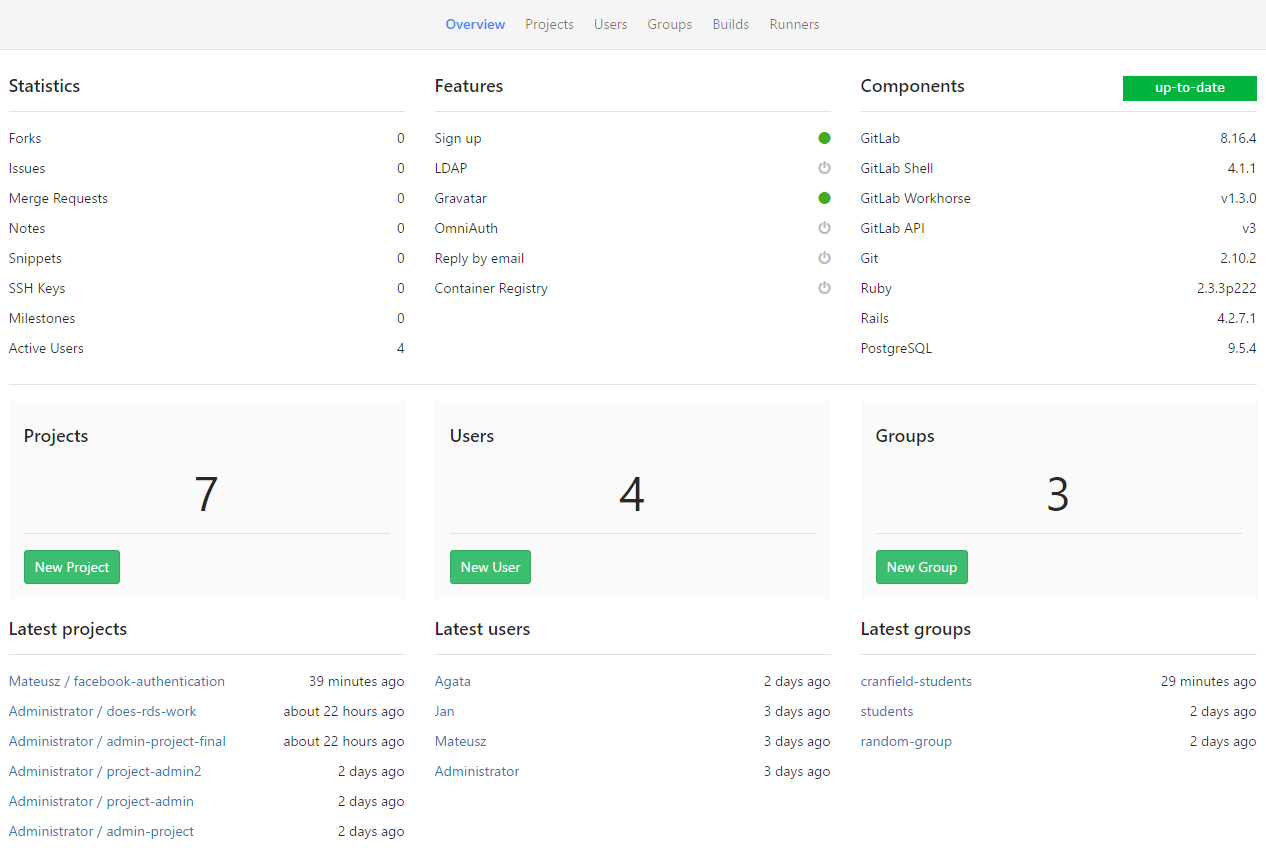 Overview Projects Users Groups Builds Runners
Statistics
Forks 0
Issues 0
Merge Requests 0
Notes 0
Snippets 0
SSH Keys 0
Milestones 0
Active Users 4
Features
Sign up
LDAP
Gravatar
OmniAuth
Reply by email
Container Registry
Components up-to-date
GitLab 8.16.4
GitLab Shell 4.1.1
GitLab Workhorse v1.3.0
GitLab API v3
Git 2.10.2
Ruby 2.3.3p222
Rails 4.2.7.1
PostgreSQL 9.5.4
Projects
7
New Project
Users
4
New User
Groups
3
New Group
Latest projects
Mateusz / facebook-authentication 39 minutes ago
Administrator / does-rds-work about 22 hours ago
Administrator / admin-project-final about 22 hours ago
Administrator / project-admin2 2 days ago
Administrator / project-admin 2 days ago
Administrator / admin-project 2 days ago
Latest users
Agata 2 days ago
Jan 3 days ago
Mateusz 3 days ago
Administrator 3 days ago
Latest groups
cranfield-students 29 minutes ago
students 2 days ago
random-group 2 days ago